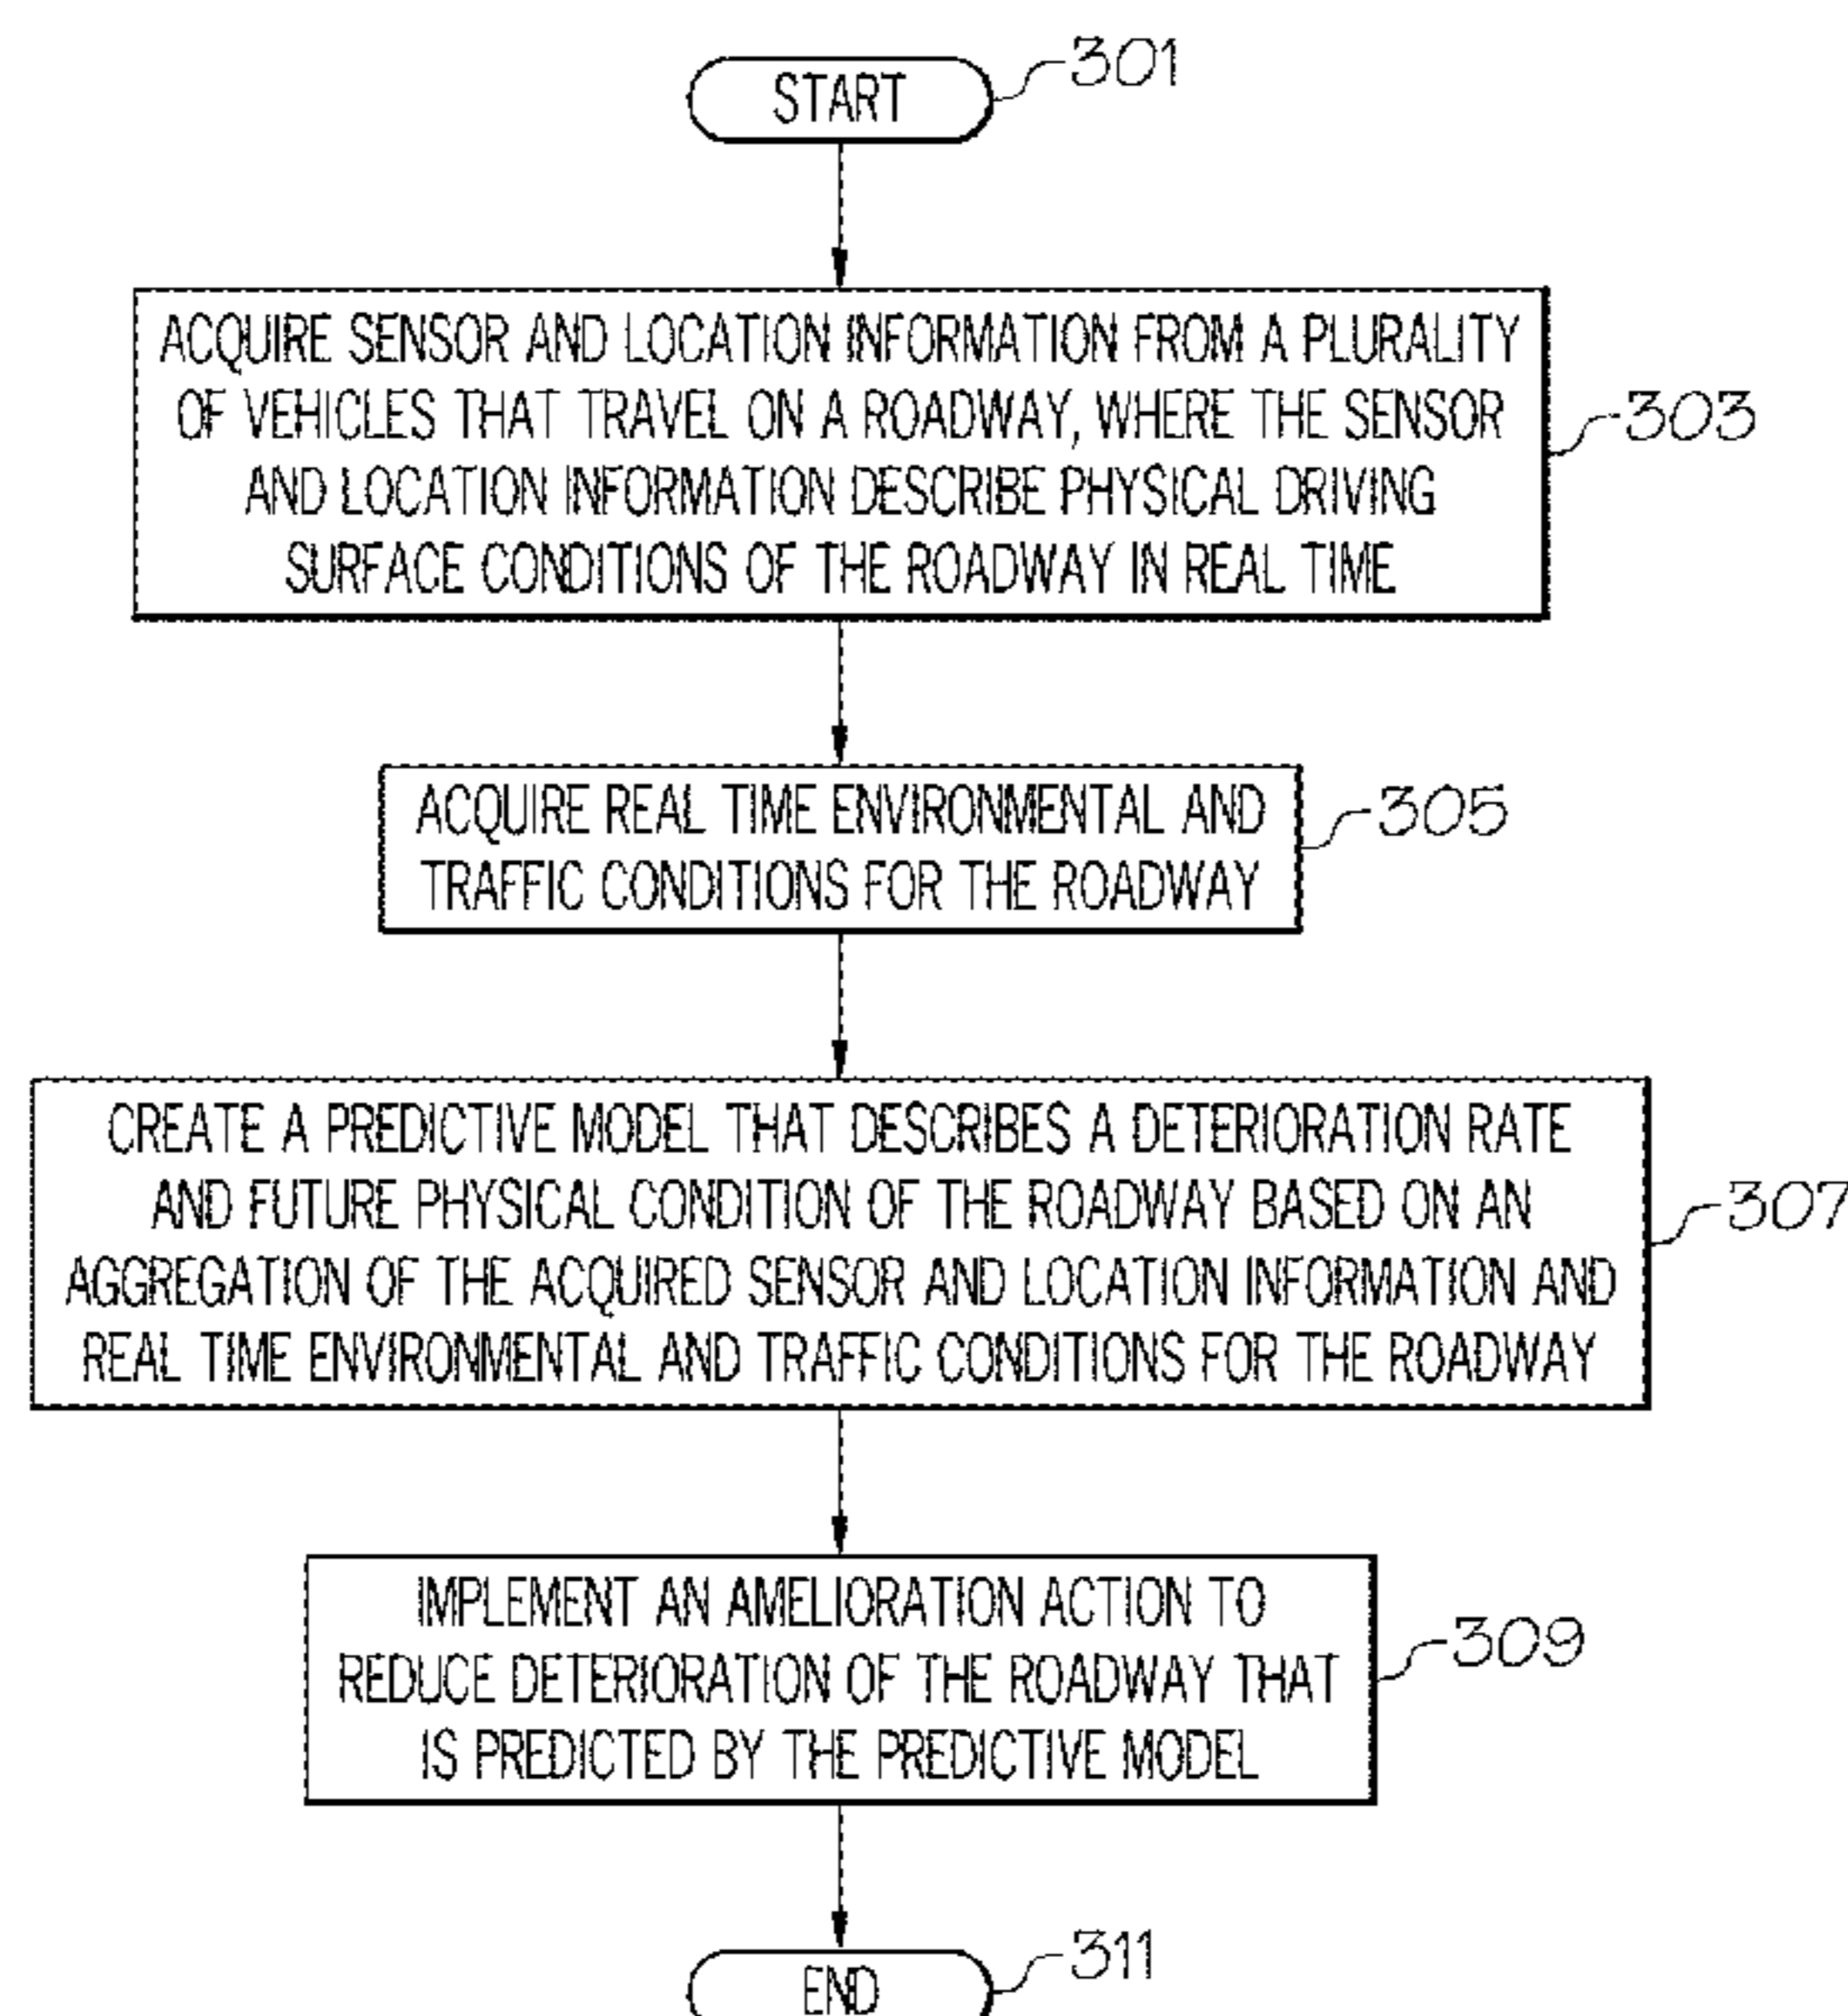 START
301
ACQUIRE SENSOR AND LOCATION INFORMATION FROM A PLURALITY
OF VEHICLES THAT TRAVEL ON A ROADWAY, WHERE THE SENSOR
AND LOCATION INFORMATION DESCRIBE PHYSICAL DRIVING
SURFACE CONDITIONS OF THE ROADWAY IN REAL TIME
303
ACQUIRE REAL TIME ENVIRONMENTAL AND
TRAFFIC CONDITIONS FOR THE ROADWAY
305
CREATE A PREDICTIVE MODEL THAT DESCRIBES A DETERIORATION RATE
AND FUTURE PHYSICAL CONDITION OF THE ROADWAY BASED ON AN
AGGREGATION OF THE ACQUIRED SENSOR AND LOCATION INFORMATION AND
REAL TIME ENVIRONMENTAL AND TRAFFIC CONDITIONS FOR THE ROADWAY
307
IMPLEMENT AN AMELIORATION ACTION TO
REDUCE DETERIORATION OF THE ROADWAY THAT
IS PREDICTED BY THE PREDICTIVE MODEL
309
END
311